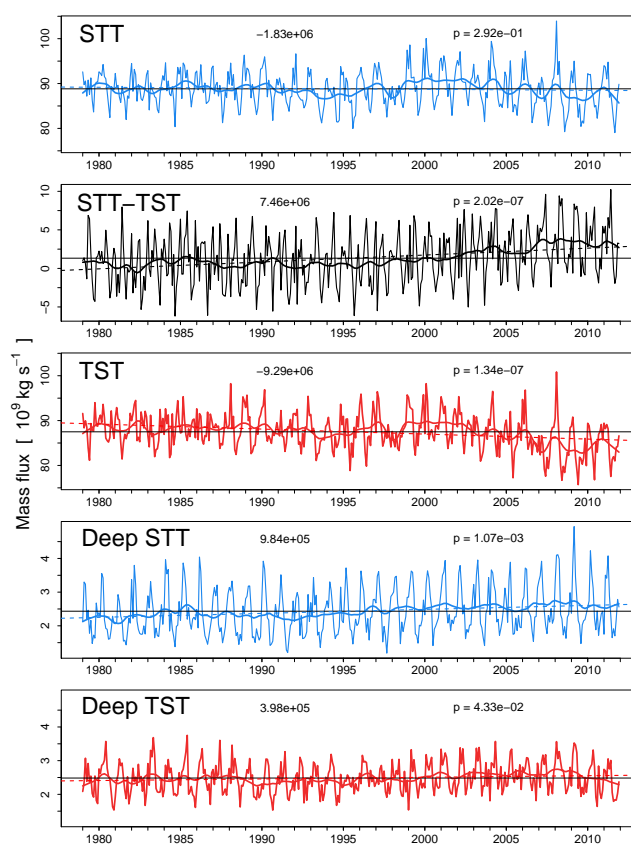 STT −1.83e+06 p = 2.92e−01
80 90 100
1980 1985 1990 1995 2000 2005 2010
STT−TST 7.46e+06 p = 2.02e−07
−5 0 5 10
1980 1985 1990 1995 2000 2005 2010
TST −9.29e+06 p = 1.34e−07
80 90 100
1980 1985 1990 1995 2000 2005 2010
Deep STT 9.84e+05 p = 1.07e−03
2 3 4
1980 1985 1990 1995 2000 2005 2010
Deep TST 3.98e+05 p = 4.33e−02
2 3 4
1980 1985 1990 1995 2000 2005 2010
Mass flux [ 10⁹ kg s⁻¹ ]